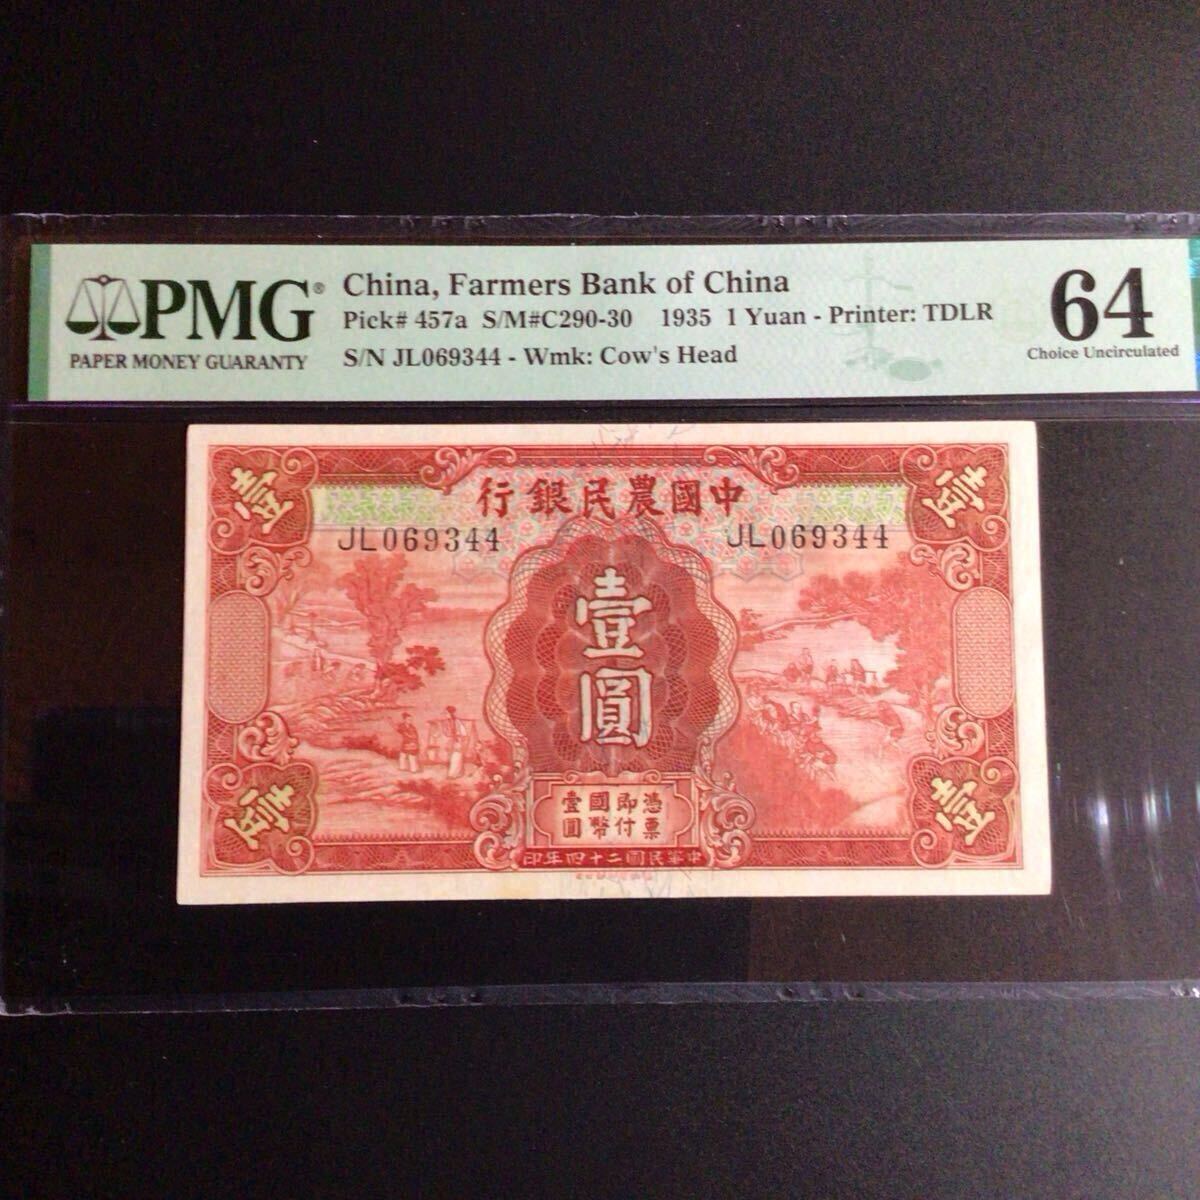 PMG®
PAPER MONEY GUARANTY
China, Farmers Bank of China
Pick# 457a S/M#C290-30 1935 1 Yuan - Printer: TDLR
S/N JL069344 - Wmk: Cow's Head
64
Choice Uncirculated
壹
行銀民農國中
壹
JL069344
JL069344
壹圓
憑票
即付
國幣
壹圓
壹
壹
印年四十二國民華中